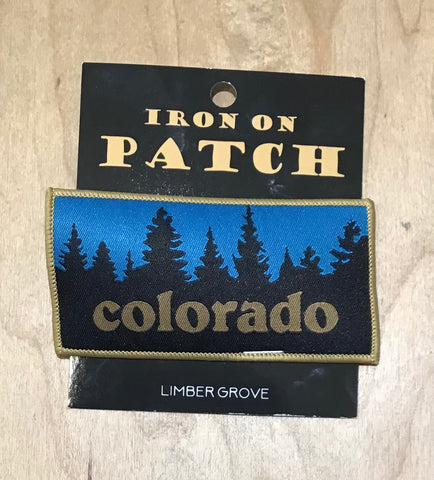 IRON ON
PATCH
colorado
LIMBER GROVE